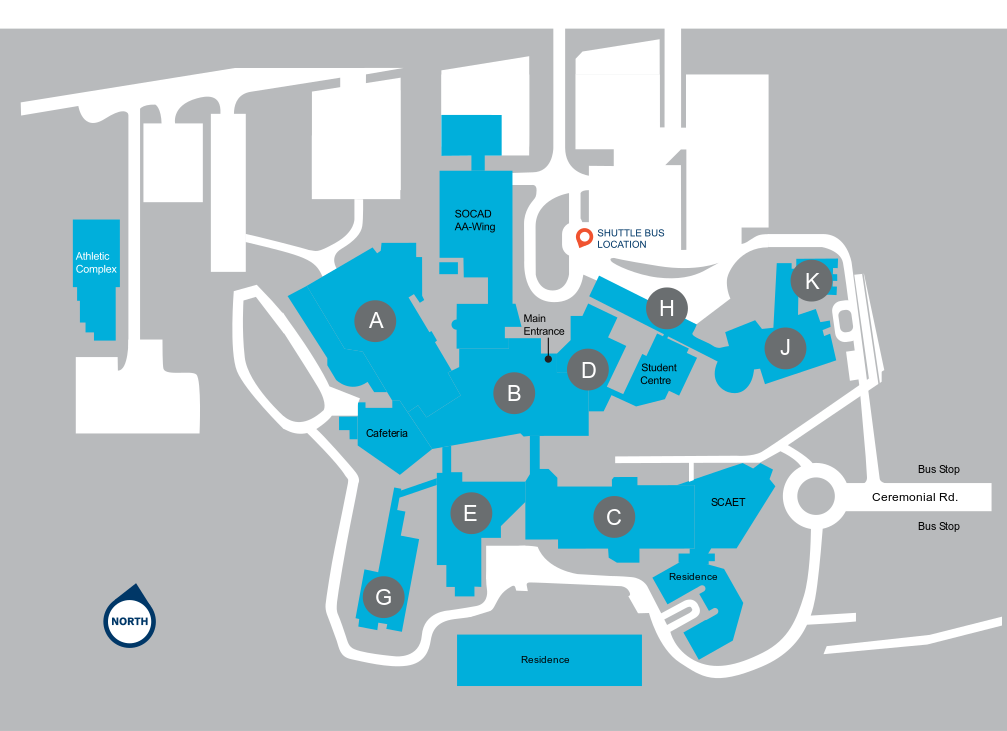 SOCAD
AA-Wing
SHUTTLE BUS
LOCATION
Athletic
Complex
K
H
A
Main
Entrance
J
D
Student
Centre
B
Cafeteria
Bus Stop
Ceremonial Rd.
SCAET
E
C
Bus Stop
Residence
G
NORTH
Residence